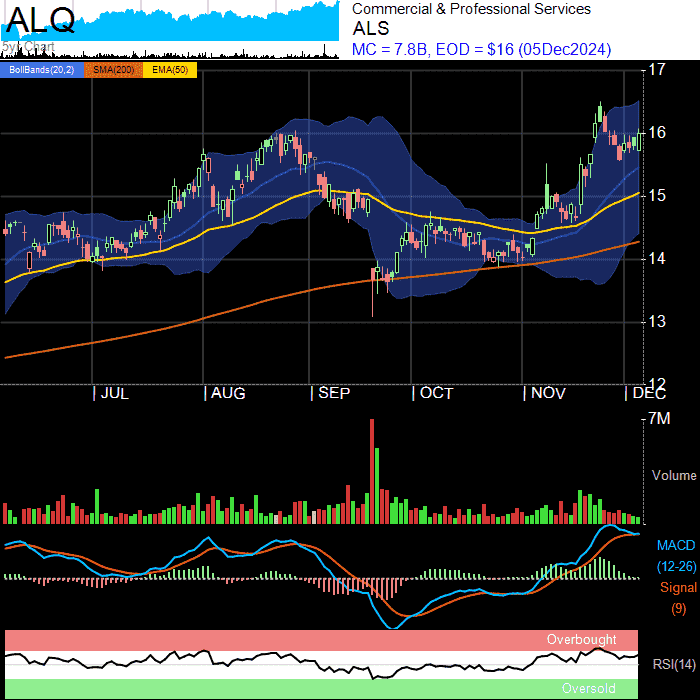 ALQ
5yr Chart
Commercial & Professional Services
ALS
MC = 7.8B, EOD = $16 (05Dec2024)
BollBands(20,2) SMA(200) EMA(50)
17
16
15
14
13
12
| JUL | AUG | SEP | OCT | NOV | DEC
7M
Volume
MACD
(12-26)
Signal
(9)
Overbought
RSI(14)
Oversold